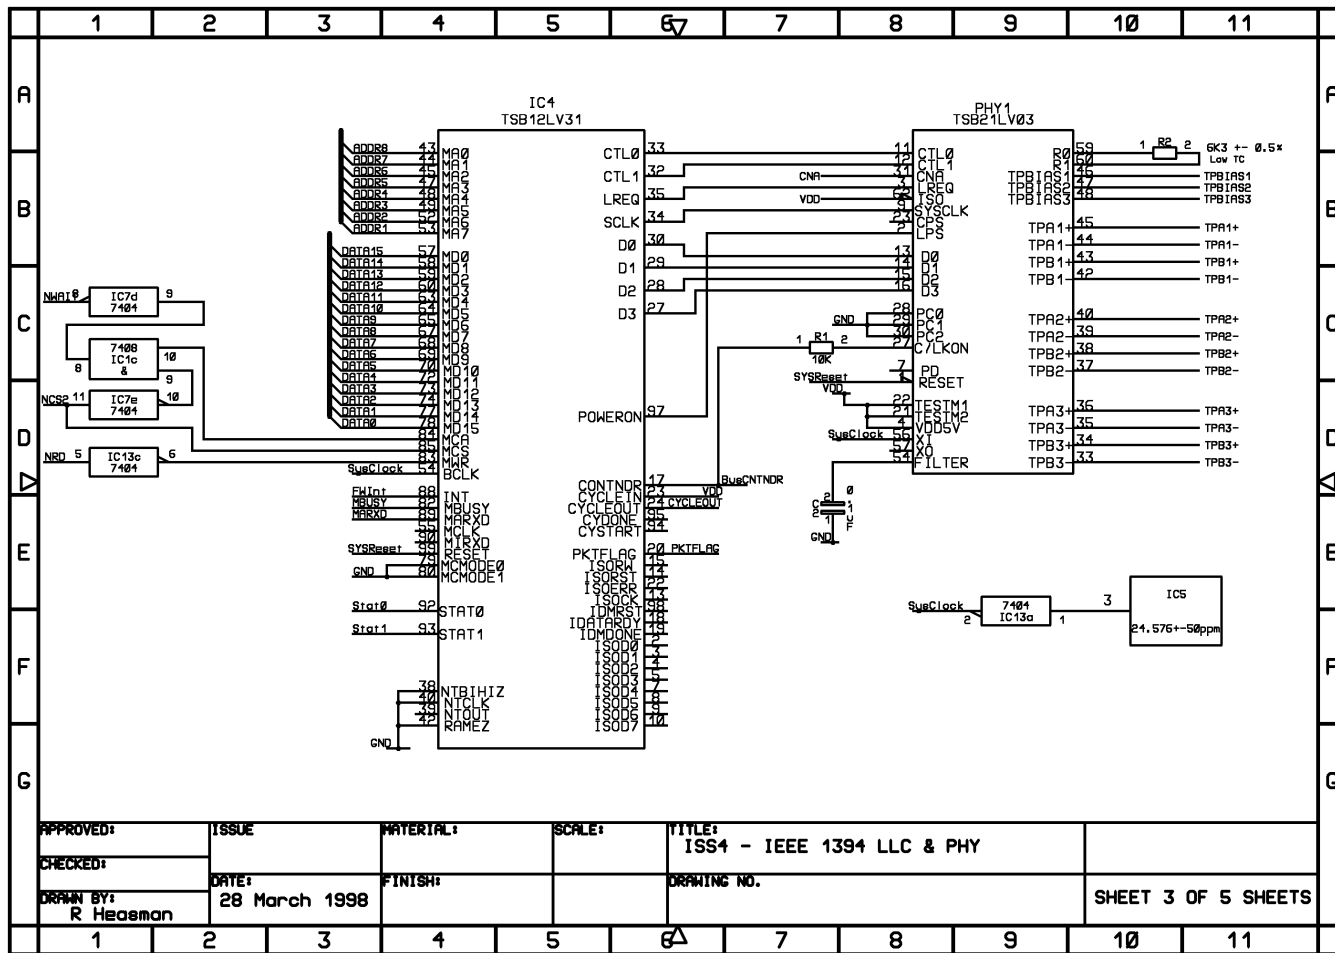 1 2 3 4 5 6 7 8 9 10 11
A
B
C
D
E
F
G
IC4
TSB12LV31
ADDR8 43 MA0
ADDR7 44 MA1
ADDR6 45 MA2
ADDR5 47 MA3
ADDR4 48 MA4
ADDR3 49 MA5
ADDR2 52 MA6
ADDR1 53 MA7
DATA15 57 MD0
DATA14 58 MD1
DATA13 59 MD2
DATA12 60 MD3
DATA11 63 MD4
DATA10 64 MD5
DATA9 65 MD6
DATA8 67 MD7
DATA7 68 MD8
DATA6 69 MD9
DATA5 70 MD10
DATA4 72 MD11
DATA3 73 MD12
DATA2 74 MD13
DATA1 77 MD14
DATA0 78 MD15
84 MCA
85 MCS
83 MWR
SysClock 54 BCLK
FWInt 88 INT
MBUSY 82 MBUSY
MARXD 89 MARXD
55 MCLK
90 MIRXD
SYSReset 99 RESET
79 MCMODE0
GND 80 MCMODE1
Stat0 92 STAT0
Stat1 93 STAT1
38 NTBIHIZ
40 NTCLK
39 NTOUT
RAMEZ
GND
CTL0 33
CTL1 32
LREQ 35
SCLK 34
D0 30
D1 29
D2 28
D3 27
POWERON 97
CONTNDR 17 BusCNTNDR
CYCLEIN 23 VDD
CYCLEOUT 24 CYCLEOUT
CYDONE 95
CYSTART 94
PKTFLAG 20 PKTFLAG
ISORW 15
ISORST 14
ISOERR 22
ISOCK 13
IDMRST 98
IDATARDY 18
IDMDONE 19
ISOD0 2
ISOD1 3
ISOD2 4
ISOD3 5
ISOD4 7
ISOD5 8
ISOD6 9
ISOD7 10
NWAIT 8 IC7d 7404 9
8 7408 IC1c & 10 9
NCS2 11 IC7e 7404 10
NRD 5 IC13c 7404 6
PHY1
TSB21LV03
11 CTL0
12 CTL1
CNA 31 CNA
3 LREQ
VDD 62 ISO
9 SYSCLK
23 CPS
2 LPS
13 D0
14 D1
15 D2
16 D3
28 PC0
GND 29 PC1
30 PC2
1 R1 2 27 C/LKON
10K
7 PD
SYSReset 1 RESET
VDD
22 TESTM1
21 TESTM2
4 VDD5V
SysClock 56 XI
57 XO
54 FILTER
C2 2 1 0.1uF
GND
R0 59 1 R2 2 6K3 +- 0.5%
R1 60 Low TC
TPBIAS1 46 TPBIAS1
TPBIAS2 47 TPBIAS2
TPBIAS3 48 TPBIAS3
TPA1+ 45 TPA1+
TPA1- 44 TPA1-
TPB1+ 43 TPB1+
TPB1- 42 TPB1-
TPA2+ 40 TPA2+
TPA2- 39 TPA2-
TPB2+ 38 TPB2+
TPB2- 37 TPB2-
TPA3+ 36 TPA3+
TPA3- 35 TPA3-
TPB3+ 34 TPB3+
TPB3- 33 TPB3-
SysClock 2 7404 IC13a 1 3 IC5
24.576+-50ppm
APPROVED:
CHECKED:
DRAWN BY:
R Heasman
ISSUE
DATE:
28 March 1998
MATERIAL:
FINISH:
SCALE:
TITLE:
ISS4 - IEEE 1394 LLC & PHY
DRAWING NO.
SHEET 3 OF 5 SHEETS
1 2 3 4 5 6 7 8 9 10 11